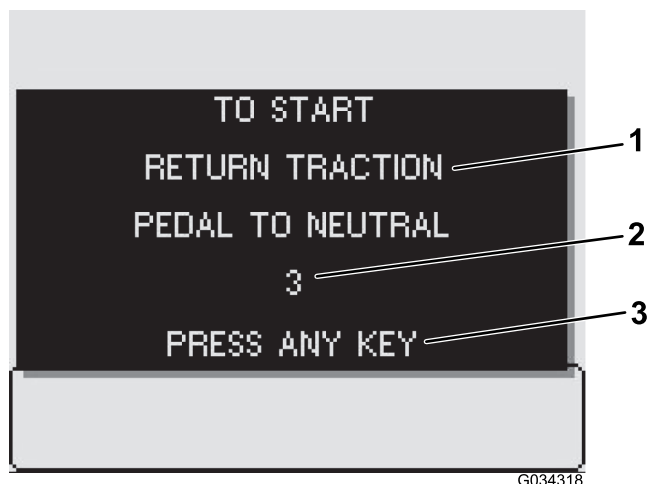 TO START
RETURN TRACTION
1
PEDAL TO NEUTRAL
2
3
3
PRESS ANY KEY
G034318